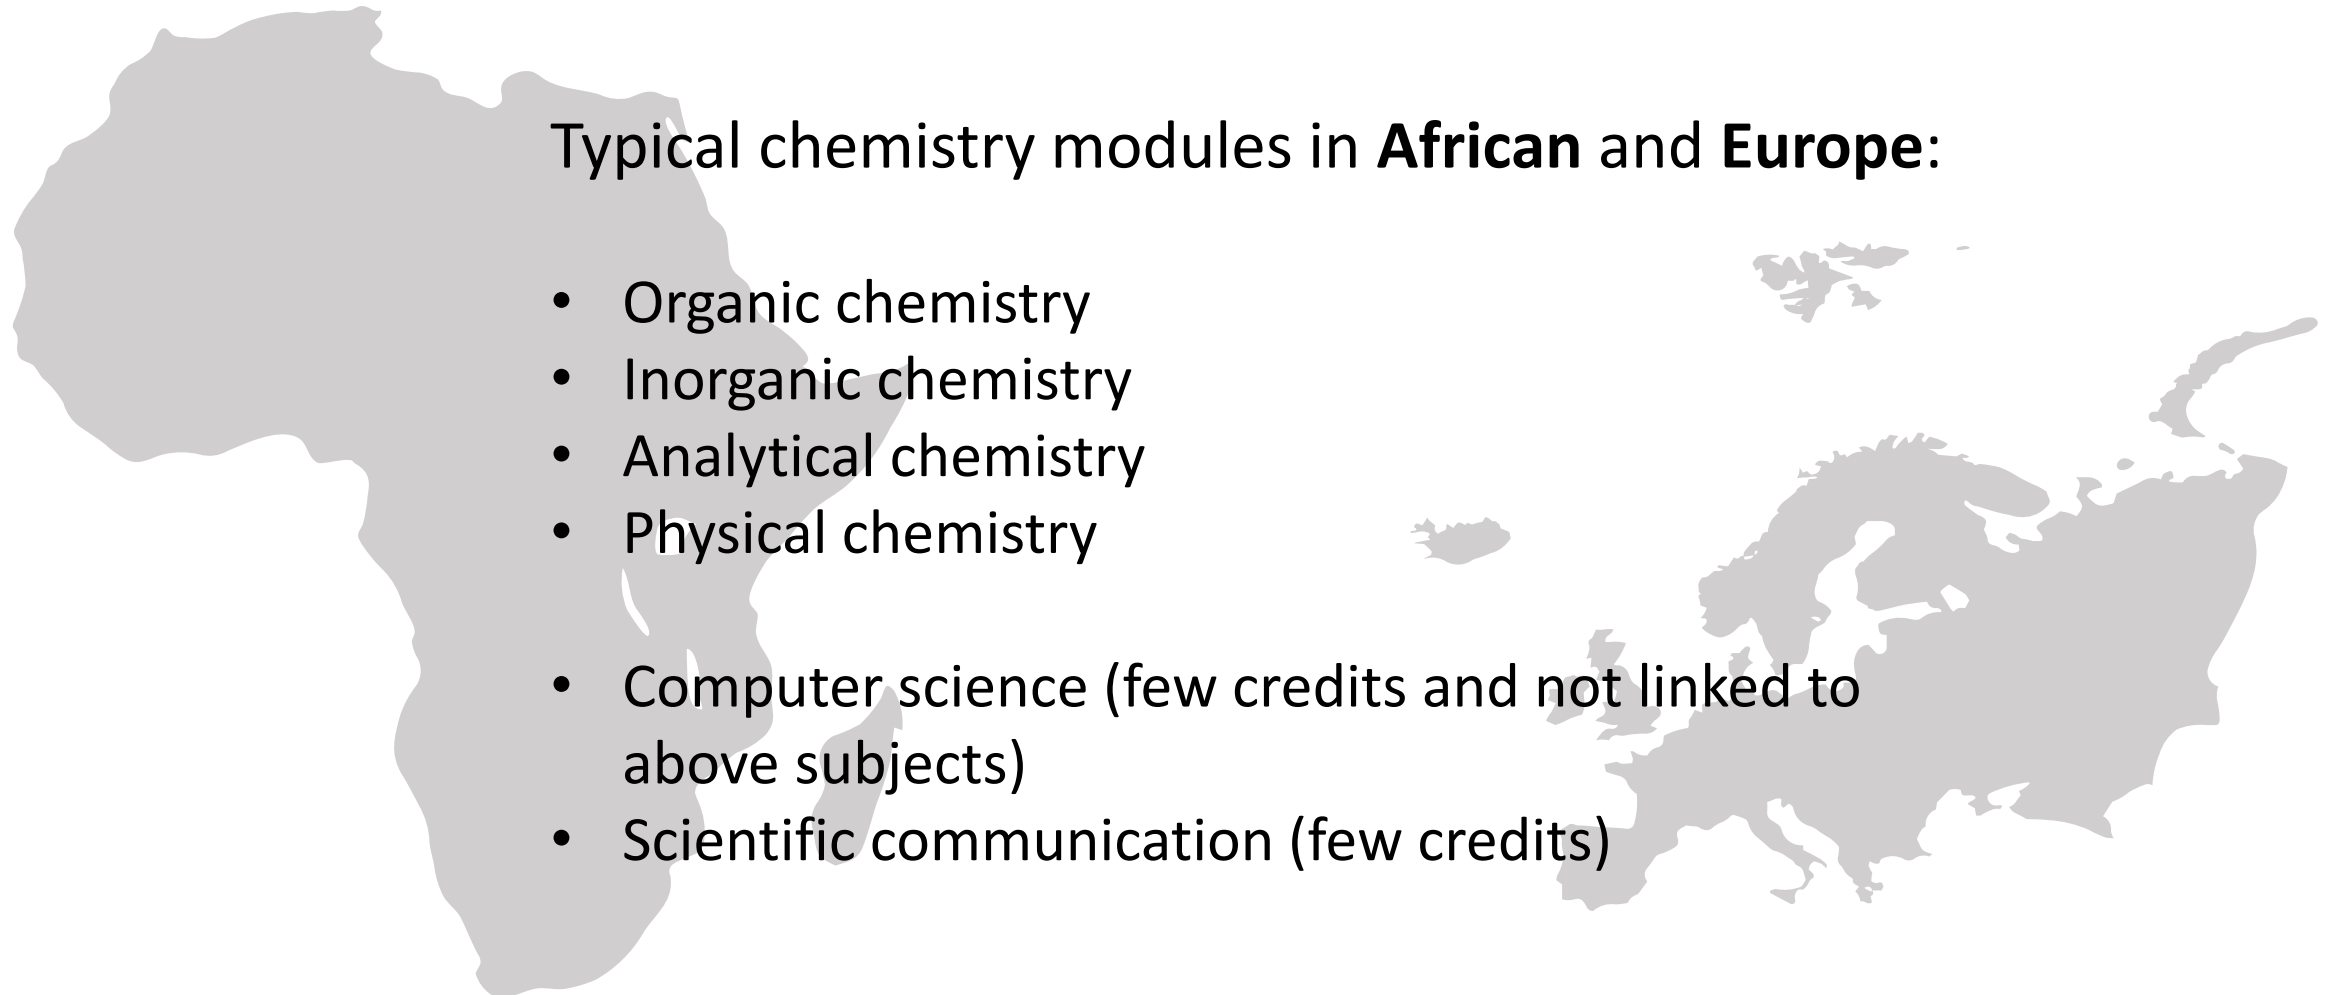 Typical chemistry modules in African and Europe:
• Organic chemistry
• Inorganic chemistry
• Analytical chemistry
• Physical chemistry
• Computer science (few credits and not linked to
above subjects)
• Scientific communication (few credits)